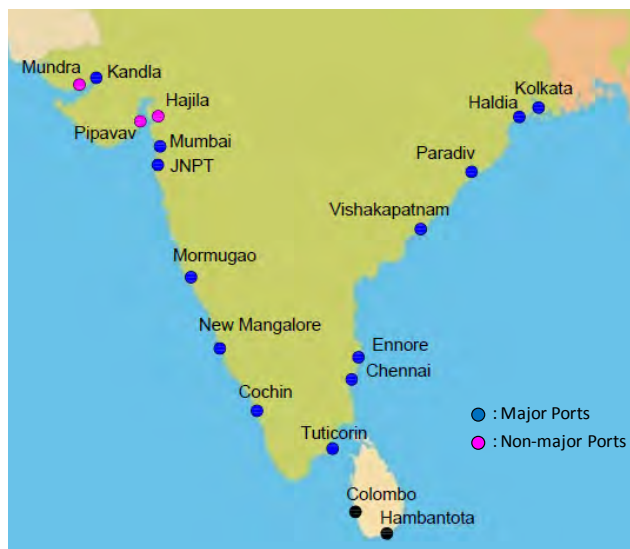 Mundra
Kandla
Hajila
Pipavav
Mumbai
JNPT
Kolkata
Haldia
Paradiv
Vishakapatnam
Mormugao
New Mangalore
Ennore
Chennai
Cochin
: Major Ports
Tuticorin
: Non-major Ports
Colombo
Hambantota